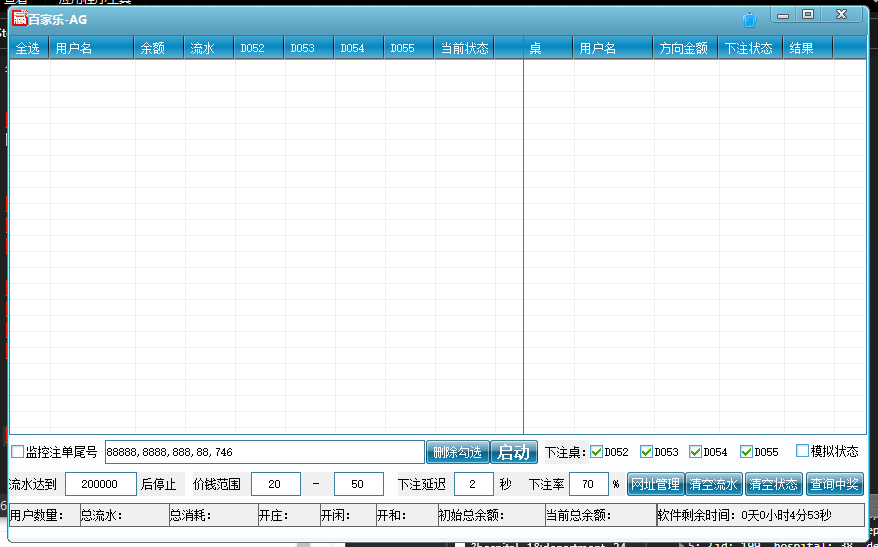 百家乐-AG
全选 用户名 余额 流水 D052 D053 D054 D055 当前状态 桌 用户名 方向金额 下注状态 结果
监控注单尾号 88888,8888,888,88,746 删除勾选 启动 下注桌: D052 D053 D054 D055 模拟状态
流水达到 200000 后停止 价钱范围 20 - 50 下注延迟 2 秒 下注率 70 % 网址管理 清空流水 清空状态 查询中奖
用户数量: 总流水: 总消耗: 开庄: 开闲: 开和: 初始总余额: 当前总余额: 软件剩余时间: 0天0小时4分53秒